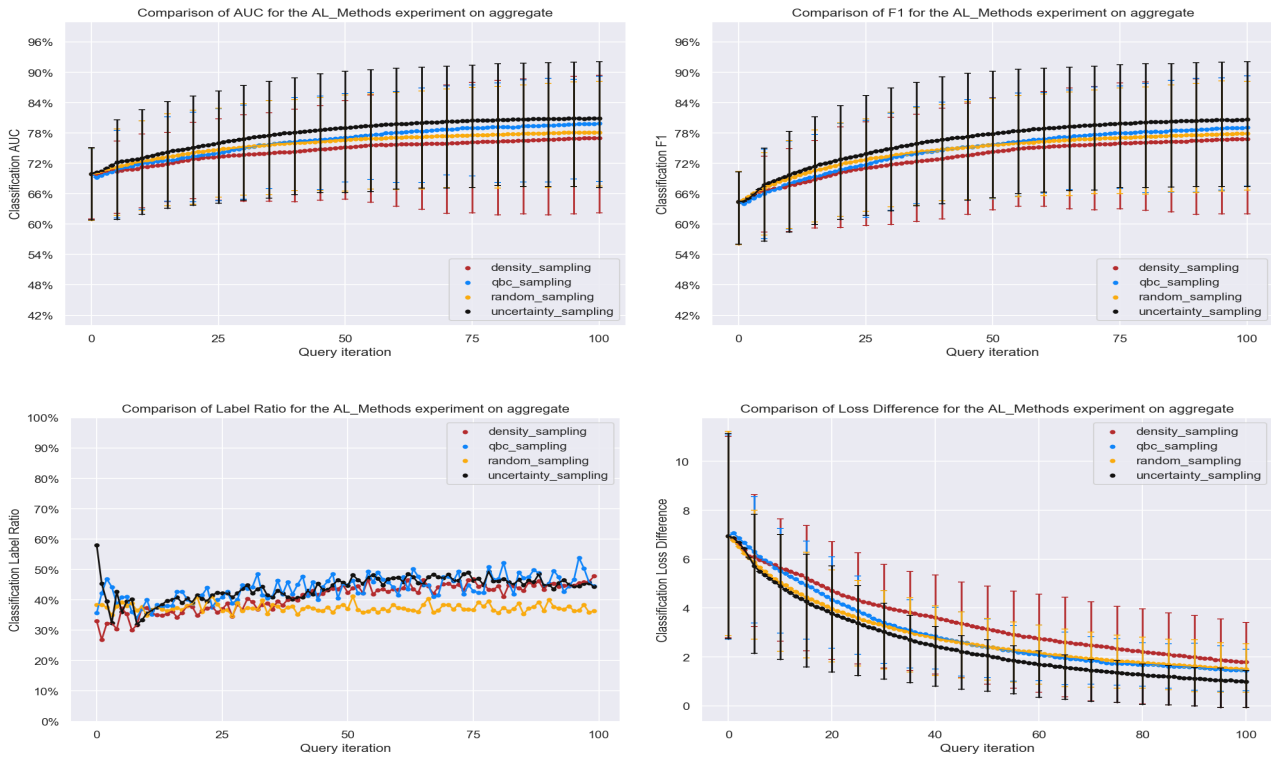 Comparison of AUC for the AL_Methods experiment on aggregate
96%
90%
84%
78%
72%
66%
60%
54%
48%
42%
Classification AUC
0
25
50
75
100
Query iteration
density_sampling
qbc_sampling
random_sampling
uncertainty_sampling
Comparison of F1 for the AL_Methods experiment on aggregate
96%
90%
84%
78%
72%
66%
60%
54%
48%
42%
Classification F1
0
25
50
75
100
Query iteration
density_sampling
qbc_sampling
random_sampling
uncertainty_sampling
Comparison of Label Ratio for the AL_Methods experiment on aggregate
100%
90%
80%
70%
60%
50%
40%
30%
20%
10%
0%
Classification Label Ratio
0
25
50
75
100
Query iteration
density_sampling
qbc_sampling
random_sampling
uncertainty_sampling
Comparison of Loss Difference for the AL_Methods experiment on aggregate
10
8
6
4
2
0
Classification Loss Difference
0
20
40
60
80
100
Query iteration
density_sampling
qbc_sampling
random_sampling
uncertainty_sampling